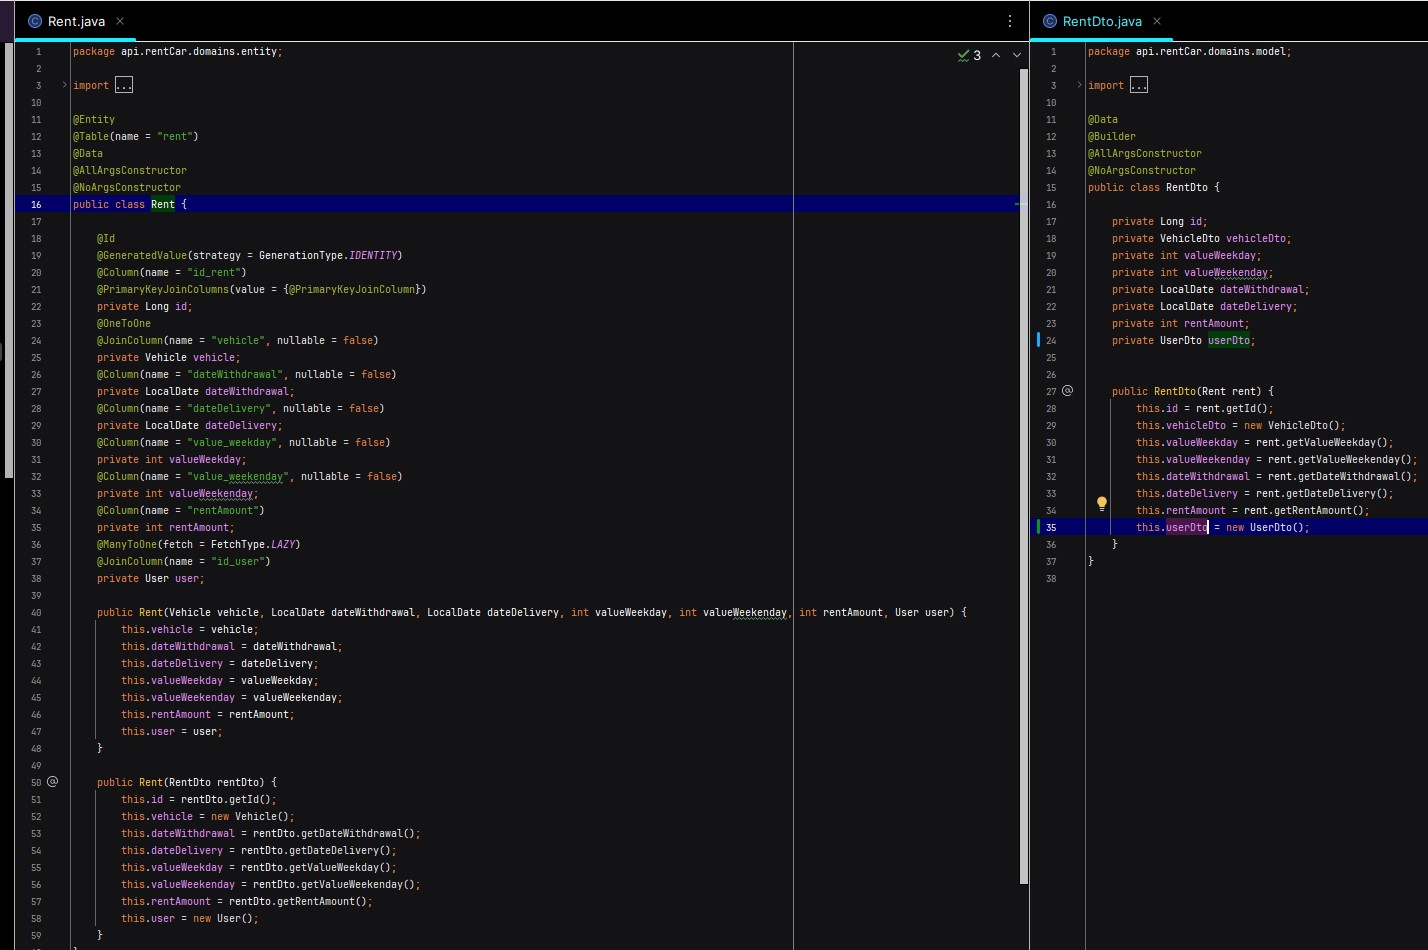 Rent.java
1 package api.rentCar.domains.entity;
2
3 import ...
10
11 @Entity
12 @Table(name = "rent")
13 @Data
14 @AllArgsConstructor
15 @NoArgsConstructor
16 public class Rent {
17
18 @Id
19 @GeneratedValue(strategy = GenerationType.IDENTITY)
20 @Column(name = "id_rent")
21 @PrimaryKeyJoinColumns(value = {@PrimaryKeyJoinColumn})
22 private Long id;
23 @OneToOne
24 @JoinColumn(name = "vehicle", nullable = false)
25 private Vehicle vehicle;
26 @Column(name = "dateWithdrawal", nullable = false)
27 private LocalDate dateWithdrawal;
28 @Column(name = "dateDelivery", nullable = false)
29 private LocalDate dateDelivery;
30 @Column(name = "value_weekday", nullable = false)
31 private int valueWeekday;
32 @Column(name = "value_weekenday", nullable = false)
33 private int valueWeekenday;
34 @Column(name = "rentAmount")
35 private int rentAmount;
36 @ManyToOne(fetch = FetchType.LAZY)
37 @JoinColumn(name = "id_user")
38 private User user;
39
40 public Rent(Vehicle vehicle, LocalDate dateWithdrawal, LocalDate dateDelivery, int valueWeekday, int valueWeekenday, int rentAmount, User user) {
41 this.vehicle = vehicle;
42 this.dateWithdrawal = dateWithdrawal;
43 this.dateDelivery = dateDelivery;
44 this.valueWeekday = valueWeekday;
45 this.valueWeekenday = valueWeekenday;
46 this.rentAmount = rentAmount;
47 this.user = user;
48 }
49
50 public Rent(RentDto rentDto) {
51 this.id = rentDto.getId();
52 this.vehicle = new Vehicle();
53 this.dateWithdrawal = rentDto.getDateWithdrawal();
54 this.dateDelivery = rentDto.getDateDelivery();
55 this.valueWeekday = rentDto.getValueWeekday();
56 this.valueWeekenday = rentDto.getValueWeekenday();
57 this.rentAmount = rentDto.getRentAmount();
58 this.user = new User();
59 }
3
RentDto.java
1 package api.rentCar.domains.model;
2
3 import ...
10
11 @Data
12 @Builder
13 @AllArgsConstructor
14 @NoArgsConstructor
15 public class RentDto {
16
17 private Long id;
18 private VehicleDto vehicleDto;
19 private int valueWeekday;
20 private int valueWeekenday;
21 private LocalDate dateWithdrawal;
22 private LocalDate dateDelivery;
23 private int rentAmount;
24 private UserDto userDto;
25
26
27 public RentDto(Rent rent) {
28 this.id = rent.getId();
29 this.vehicleDto = new VehicleDto();
30 this.valueWeekday = rent.getValueWeekday();
31 this.valueWeekenday = rent.getValueWeekenday();
32 this.dateWithdrawal = rent.getDateWithdrawal();
33 this.dateDelivery = rent.getDateDelivery();
34 this.rentAmount = rent.getRentAmount();
35 this.userDto = new UserDto();
36 }
37 }
38